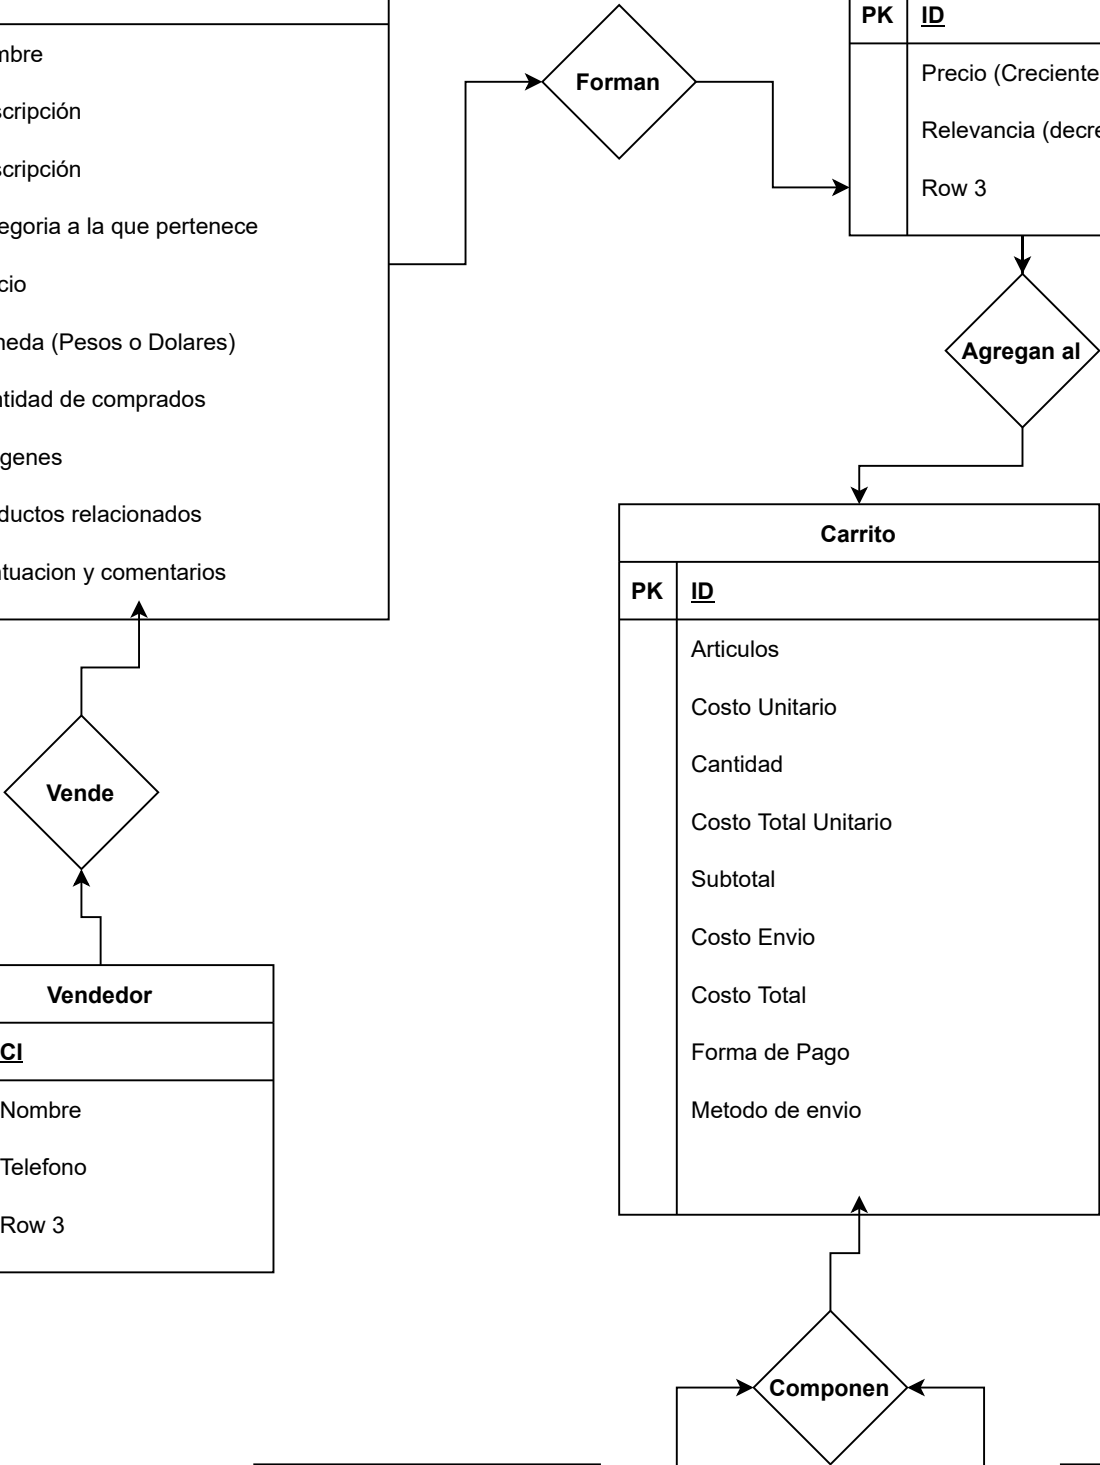 mbre
scripción
scripción
egoria a la que pertenece
cio
neda (Pesos o Dolares)
ntidad de comprados
genes
ductos relacionados
ntuacion y comentarios
Forman
PK ID
Precio (Creciente
Relevancia (decre
Row 3
Agregan al
Carrito
PK ID
Articulos
Costo Unitario
Cantidad
Costo Total Unitario
Subtotal
Costo Envio
Costo Total
Forma de Pago
Metodo de envio
Vende
Vendedor
CI
Nombre
Telefono
Row 3
Componen